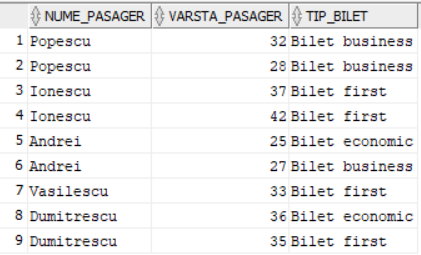 NUME_PASAGER VARSTA_PASAGER TIP_BILET
1 Popescu 32 Bilet business
2 Popescu 28 Bilet business
3 Ionescu 37 Bilet first
4 Ionescu 42 Bilet first
5 Andrei 25 Bilet economic
6 Andrei 27 Bilet business
7 Vasilescu 33 Bilet first
8 Dumitrescu 36 Bilet economic
9 Dumitrescu 35 Bilet first